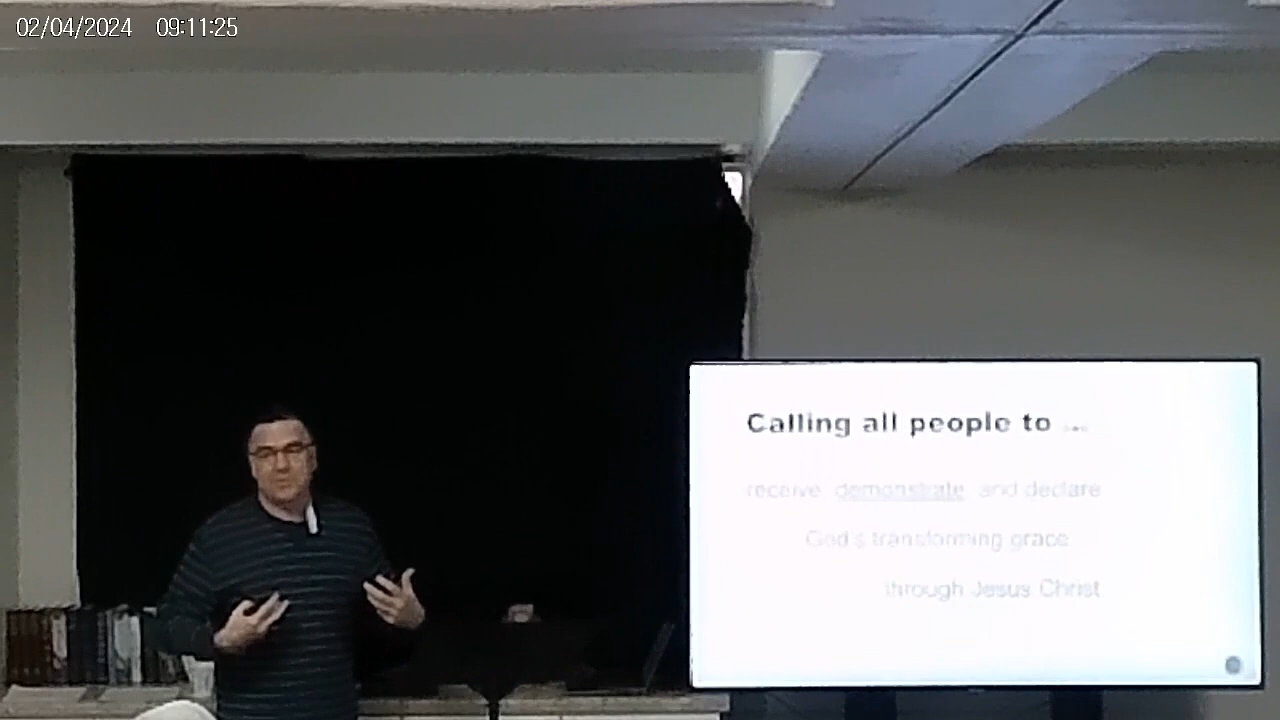 02/04/2024 09:11:25
Calling all people to ...
receive demonstrate and declare
God's transforming grace
through Jesus Christ